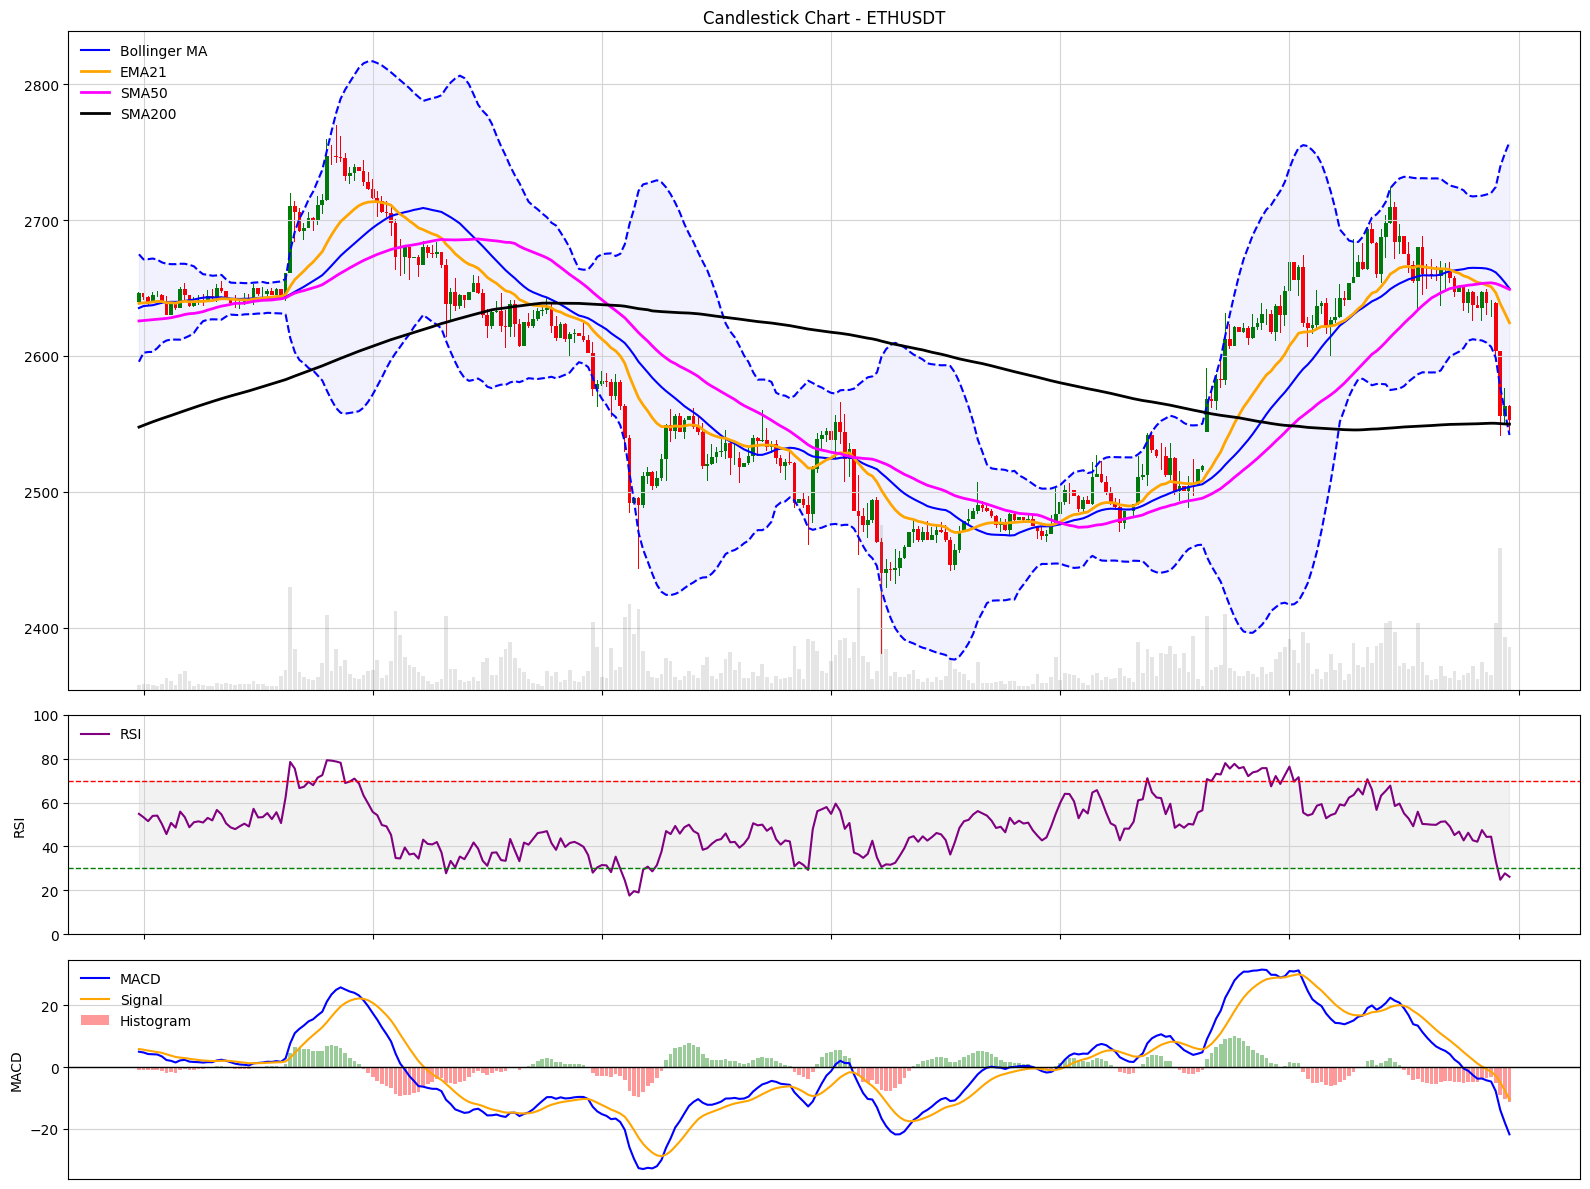 Candlestick Chart - ETHUSDT
Bollinger MA
EMA21
SMA50
SMA200
2800
2700
2600
2500
2400
RSI
100
80
60
40
20
0
RSI
MACD
Signal
Histogram
20
0
−20
MACD